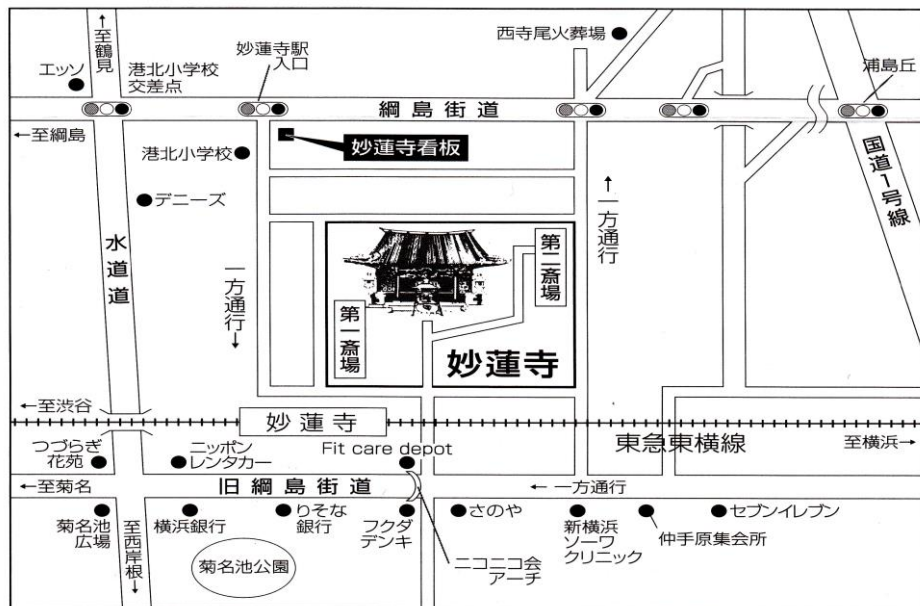 ←至鶴見
エッソ
港北小学校
交差点
妙蓮寺駅
入口
西寺尾火葬場
浦島丘
綱島街道
←至綱島
妙蓮寺看板
港北小学校
デニーズ
国道1号線
水道道
一方通行→
←一方通行
第二斎場
第一斎場
妙蓮寺
←至渋谷
妙蓮寺
東急東横線
至横浜→
つづらぎ
花苑
ニッポン
レンタカー
Fit care depot
←至菊名
旧綱島街道
←一方通行
菊名池
広場
至西岸根→
横浜銀行
りそな
銀行
フクダ
デンキ
さのや
新横浜
ソーワ
クリニック
仲手原集会所
セブンイレブン
菊名池公園
ニコニコ会
アーチ